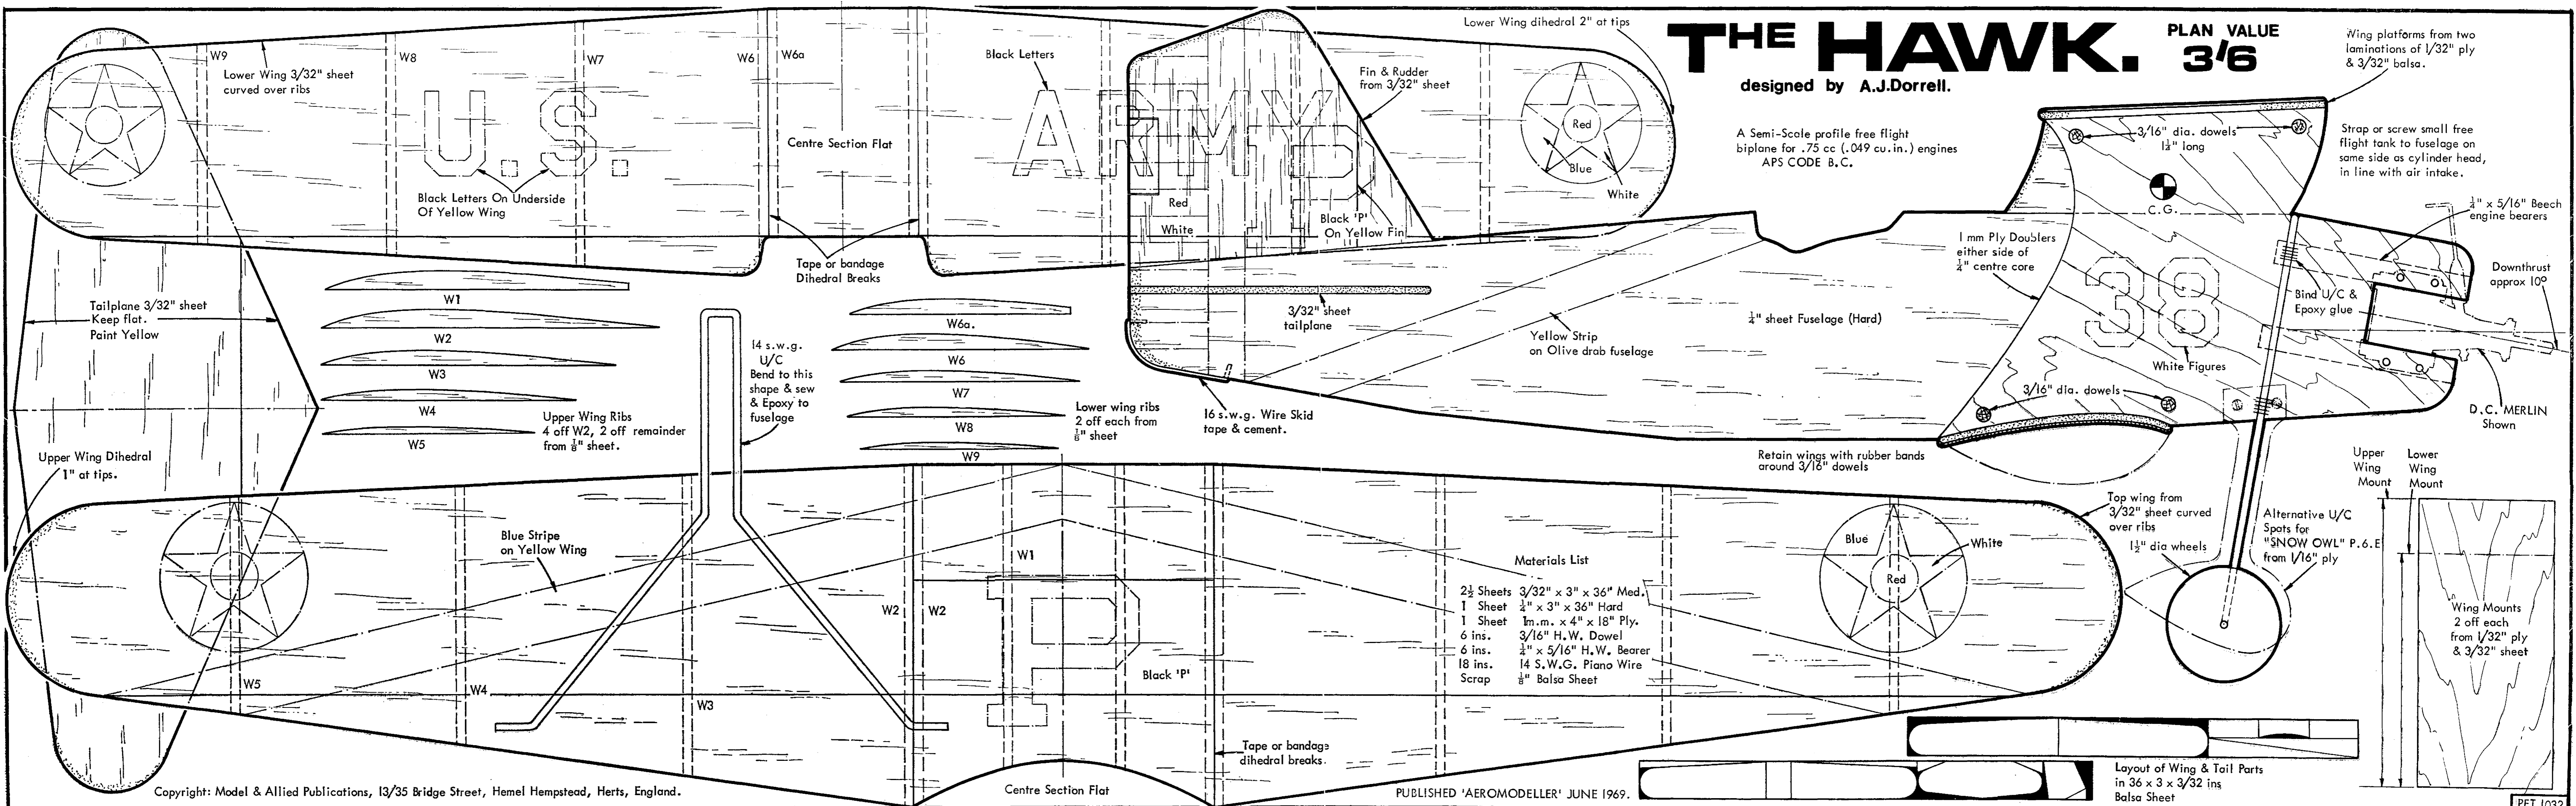 THE HAWK.
PLAN VALUE
3/6
designed by A.J.Dorrell.
A Semi-Scale profile free flight
biplane for .75 cc (.049 cu.in.) engines
APS CODE B.C.
Lower Wing dihedral 2" at tips
Wing platforms from two
laminations of 1/32" ply
& 3/32" balsa.
W9
W8
W7
W6
W6a
Lower Wing 3/32" sheet
curved over ribs
U.S.
Black Letters
ARMY
P
Fin & Rudder
from 3/32" sheet
Centre Section Flat
Black Letters On Underside
Of Yellow Wing
Red
White
Black 'P'
On Yellow Fin
Red
Blue
White
3/16" dia. dowels
1¼" long
Strap or screw small free
flight tank to fuselage on
same side as cylinder head,
in line with air intake.
C.G.
¼" x 5/16" Beech
engine bearers
1 mm Ply Doublers
either side of
¼" centre core
38
Bind U/C &
Epoxy glue
Downthrust
approx 10º
White Figures
3/16" dia. dowels
D.C. MERLIN
Shown
Tape or bandage
Dihedral Breaks
3/32" sheet
tailplane
Yellow Strip
on Olive drab fuselage
¼" sheet Fuselage (Hard)
Tailplane 3/32" sheet
Keep flat.
Paint Yellow
W1
W2
W3
W4
W5
Upper Wing Ribs
4 off W2, 2 off remainder
from ⅛" sheet.
14 s.w.g.
U/C
Bend to this
shape & sew
& Epoxy to
fuselage
W6a.
W6
W7
W8
W9
Lower wing ribs
2 off each from
⅛" sheet
16 s.w.g. Wire Skid
tape & cement.
Retain wings with rubber bands
around 3/16" dowels
Upper Wing Dihedral
1" at tips.
Blue Stripe
on Yellow Wing
W5
W4
W3
W2
W2
W1
P
Black 'P'
Tape or bandage
dihedral breaks.
Centre Section Flat
Materials List
2½ Sheets 3/32" x 3" x 36" Med.
1 Sheet ¼" x 3" x 36" Hard
1 Sheet 1m.m. x 4" x 18" Ply.
6 ins. 3/16" H.W. Dowel
6 ins. ¼" x 5/16" H.W. Bearer
18 ins. 14 S.W.G. Piano Wire
Scrap ⅛" Balsa Sheet
Blue
White
Red
Top wing from
3/32" sheet curved
over ribs
1½" dia wheels
Alternative U/C
Spats for
"SNOW OWL" P.6.E
from 1/16" ply
Upper
Wing
Mount
Lower
Wing
Mount
Wing Mounts
2 off each
from 1/32" ply
& 3/32" sheet
Layout of Wing & Tail Parts
in 36 x 3 x 3/32 ins
Balsa Sheet
Copyright: Model & Allied Publications, 13/35 Bridge Street, Hemel Hempstead, Herts, England.
PUBLISHED 'AEROMODELLER' JUNE 1969.
PET 1032